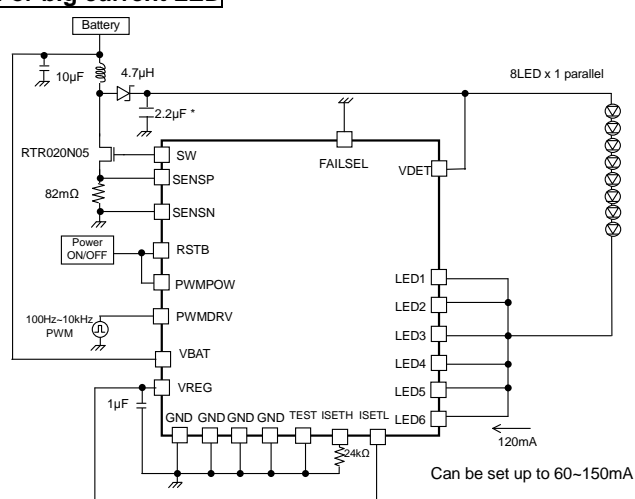 or big current LED
Battery
10μF
4.7μH
8LED x 1 parallel
2.2μF *
RTR020N05
SW
FAILSEL
VDET
SENSP
82mΩ
SENSN
Power
ON/OFF
RSTB
PWMPOW
LED1
LED2
100Hz~10kHz
PWM
PWMDRV
LED3
VBAT
LED4
VREG
LED5
1μF
GND GND GND GND TEST ISETH ISETL
LED6
24kΩ
120mA
Can be set up to 60~150mA